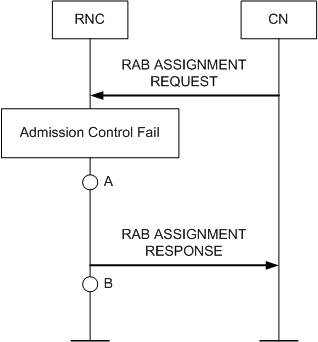 RNC
CN
RAB ASSIGNMENT
REQUEST
Admission Control Fail
A
RAB ASSIGNMENT
RESPONSE
B